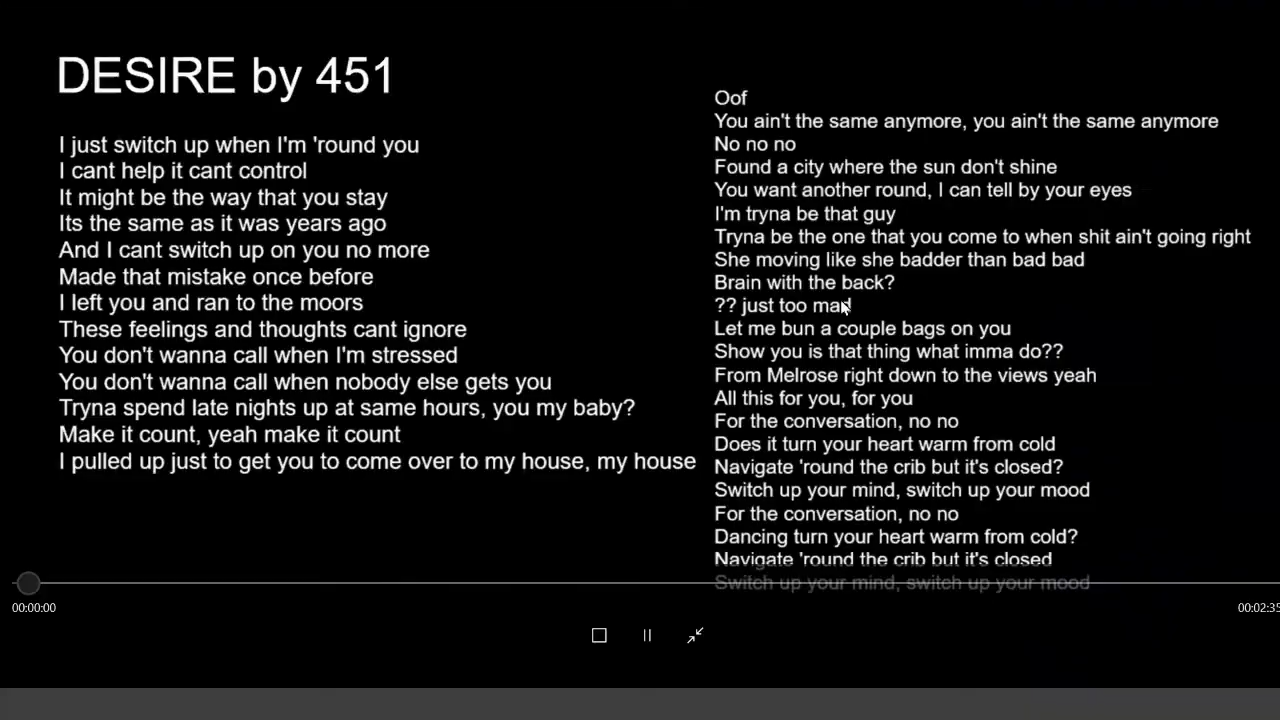 DESIRE by 451
I just switch up when I'm 'round you
I cant help it cant control
It might be the way that you stay
Its the same as it was years ago
And I cant switch up on you no more
Made that mistake once before
I left you and ran to the moors
These feelings and thoughts cant ignore
You don't wanna call when I'm stressed
You don't wanna call when nobody else gets you
Tryna spend late nights up at same hours, you my baby?
Make it count, yeah make it count
I pulled up just to get you to come over to my house, my house
Oof
You ain't the same anymore, you ain't the same anymore
No no no
Found a city where the sun don't shine
You want another round, I can tell by your eyes
I'm tryna be that guy
Tryna be the one that you come to when shit ain't going right
She moving like she badder than bad bad
Brain with the back?
?? just too mad
Let me bun a couple bags on you
Show you is that thing what imma do??
From Melrose right down to the views yeah
All this for you, for you
For the conversation, no no
Does it turn your heart warm from cold
Navigate 'round the crib but it's closed?
Switch up your mind, switch up your mood
For the conversation, no no
Dancing turn your heart warm from cold?
Navigate 'round the crib but it's closed
Switch up your mind, switch up your mood
00:00:00
00:02:35